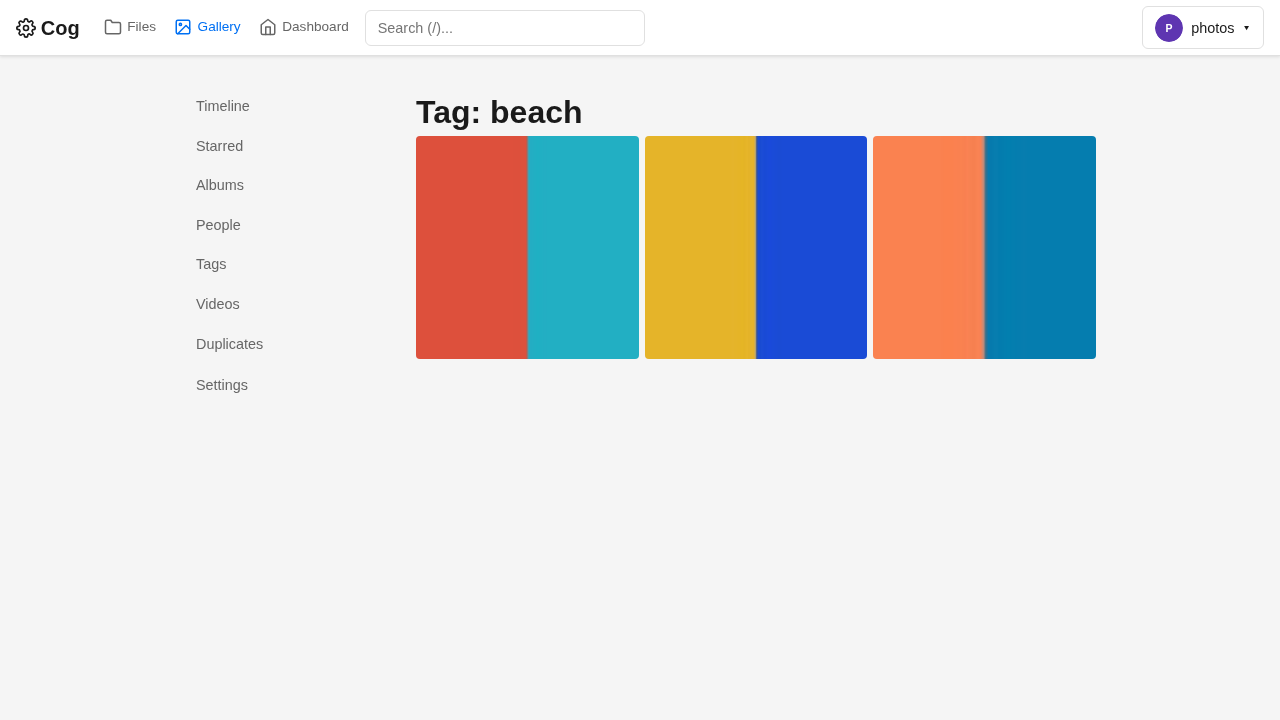 Cog
Files
Gallery
Dashboard
Search (/)...
P
photos
Timeline
Starred
Albums
People
Tags
Videos
Duplicates
Settings
Tag: beach